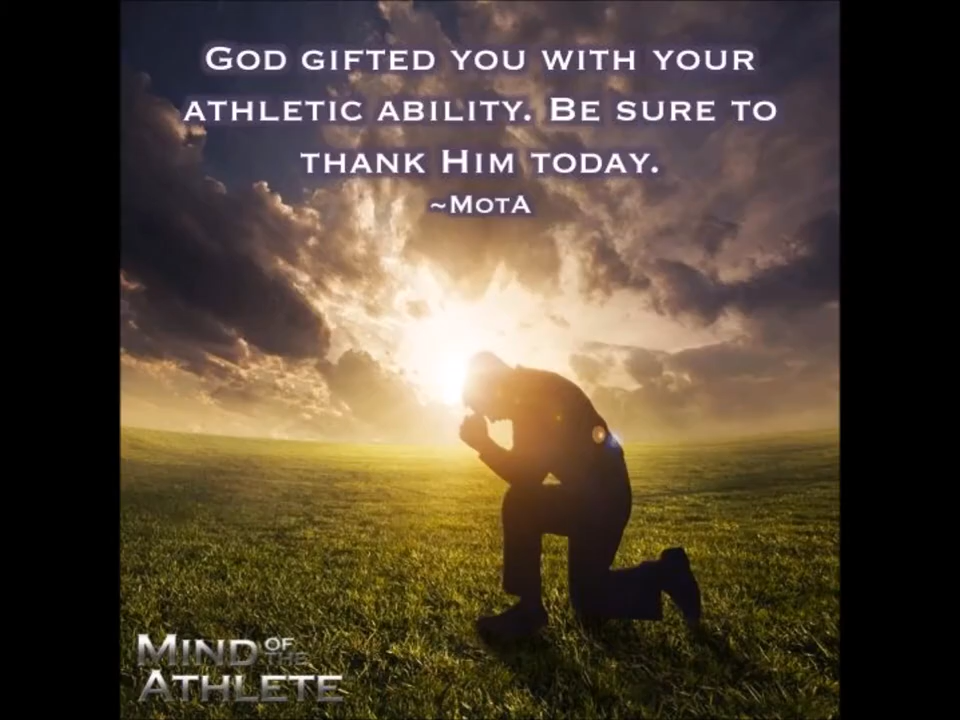 God gifted you with your
athletic ability. Be sure to
thank Him today.
~MotA
Mind of the
Athlete